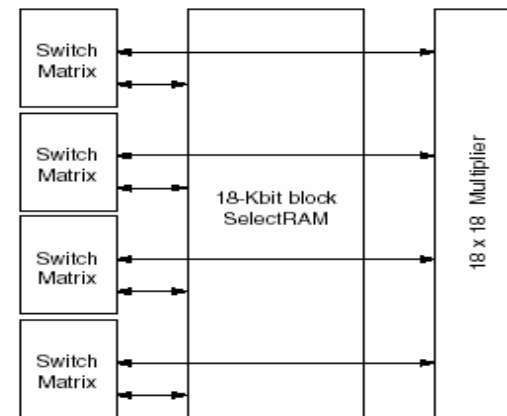 Switch
Matrix
Switch
Matrix
18-Kbit block
SelectRAM
18 x 18 Multiplier
Switch
Matrix
Switch
Matrix